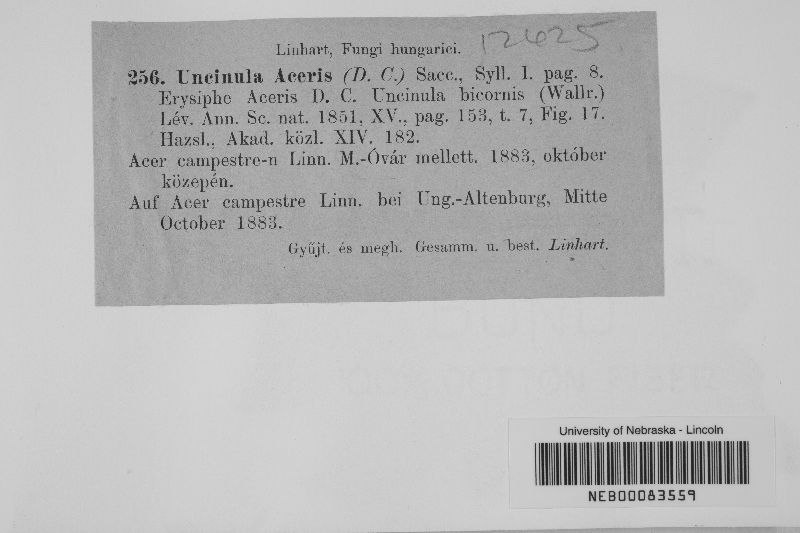 Linhart, Fungi hungarici. 12625
256. Uncinula Aceris (D. C.) Sacc., Syll. I. pag. 8.
Erysiphe Aceris D. C. Uncinula bicornis (Wallr.)
Lév. Ann. Sc. nat. 1851, XV., pag. 153, t. 7, Fig. 17.
Hazsl., Akad. közl. XIV. 182.
Acer campestre-n Linn. M.-Óvár mellett. 1883, október
közepén.
Auf Acer campestre Linn. bei Ung.-Altenburg, Mitte
October 1883.
Gyűjt. és megh. Gesamm. u. best. Linhart.
University of Nebraska - Lincoln
NEB00083559